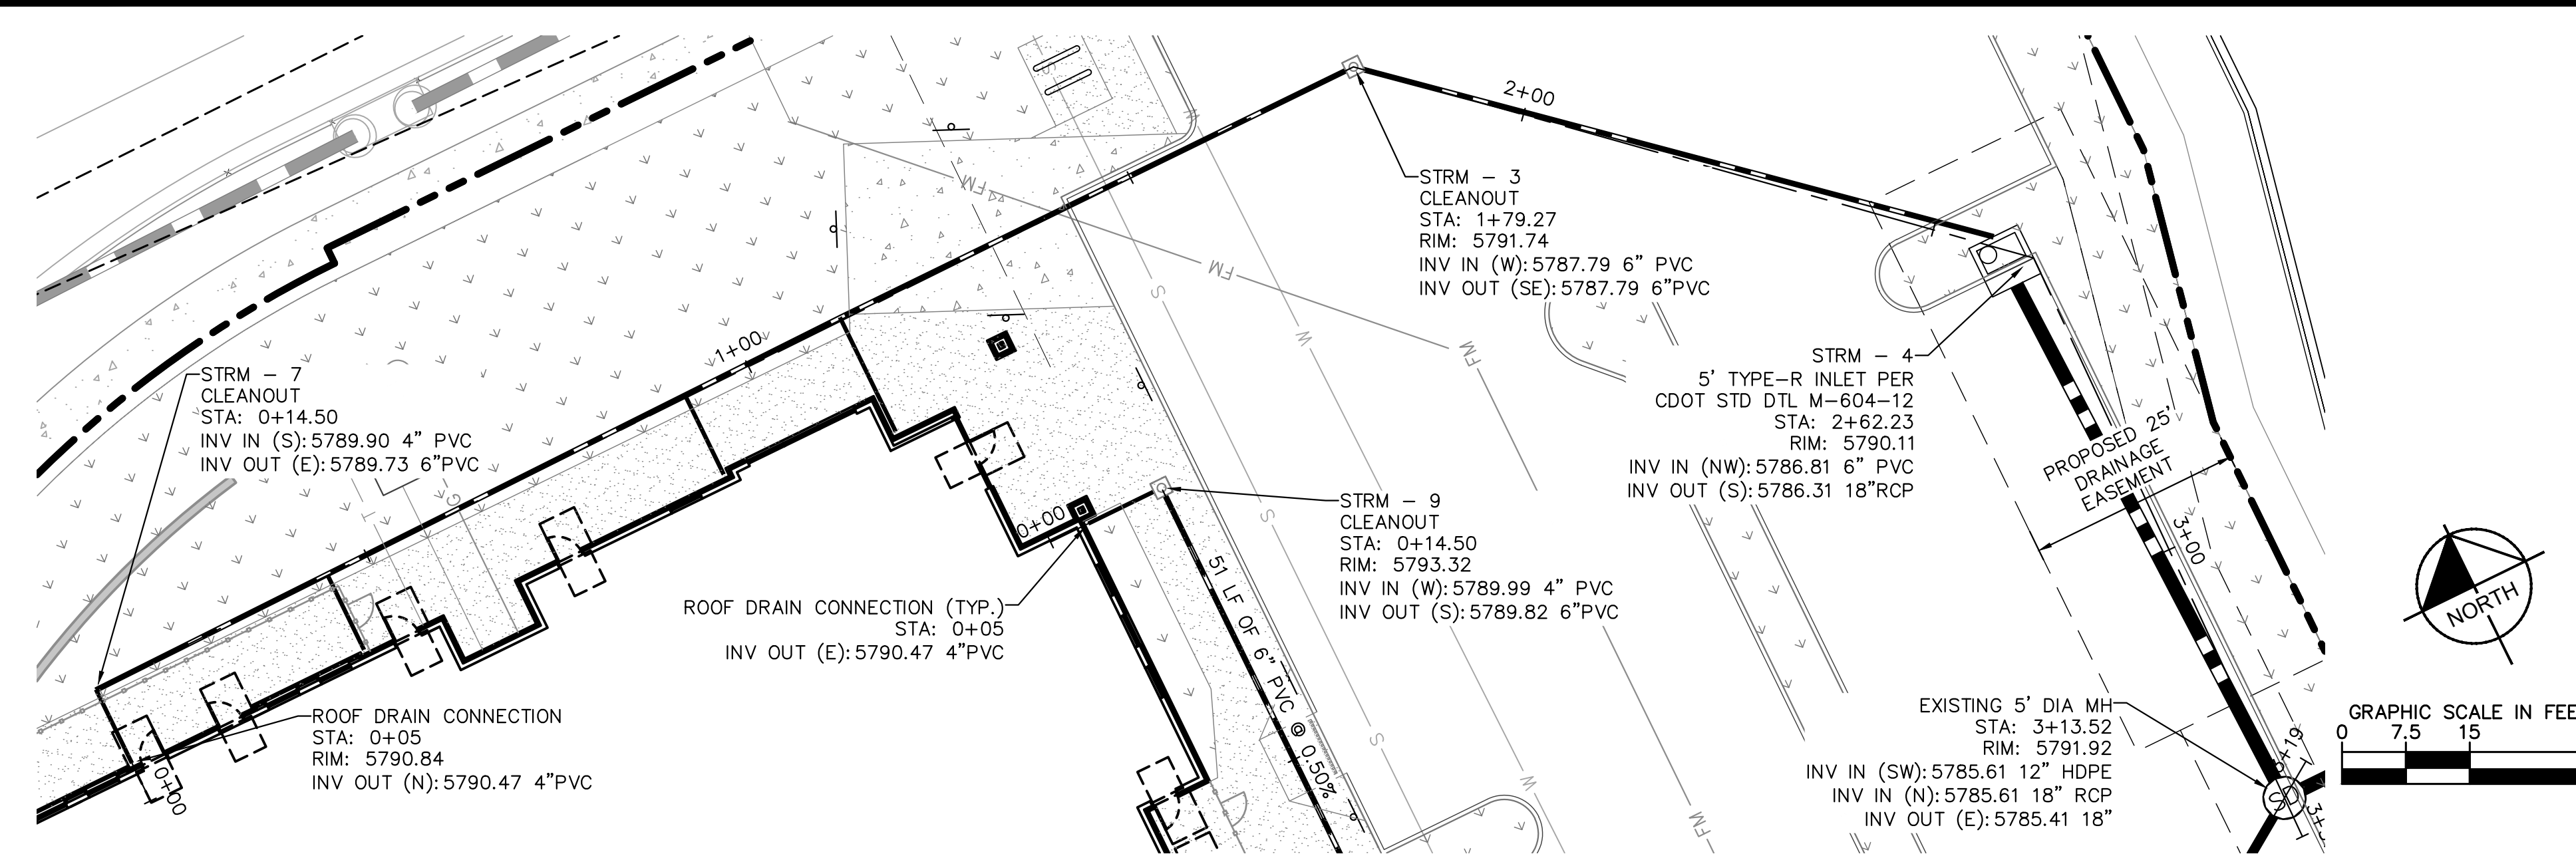 2+00
STRM - 3
CLEANOUT
STA: 1+79.27
RIM: 5791.74
INV IN (W): 5787.79 6" PVC
INV OUT (SE): 5787.79 6"PVC
FM
FM
FM
FM
S
S
S
S
W
W
W
1+00
STRM - 7
CLEANOUT
STA: 0+14.50
INV IN (S): 5789.90 4" PVC
INV OUT (E): 5789.73 6"PVC
G
STRM - 4
5' TYPE-R INLET PER
CDOT STD DTL M-604-12
STA: 2+62.23
RIM: 5790.11
INV IN (NW): 5786.81 6" PVC
INV OUT (S): 5786.31 18"RCP
PROPOSED 25'
DRAINAGE
EASEMENT
3+00
STRM - 9
CLEANOUT
STA: 0+14.50
RIM: 5793.32
INV IN (W): 5789.99 4" PVC
INV OUT (S): 5789.82 6"PVC
0+00
ROOF DRAIN CONNECTION (TYP.)
STA: 0+05
INV OUT (E): 5790.47 4"PVC
51 LF OF 6" PVC @ 0.50%
ROOF DRAIN CONNECTION
STA: 0+05
RIM: 5790.84
INV OUT (N): 5790.47 4"PVC
0+00
EXISTING 5' DIA MH
STA: 3+13.52
RIM: 5791.92
INV IN (SW): 5785.61 12" HDPE
INV IN (N): 5785.61 18" RCP
INV OUT (E): 5785.41 18"
3+19
SD
NORTH
GRAPHIC SCALE IN FEE
0 7.5 15